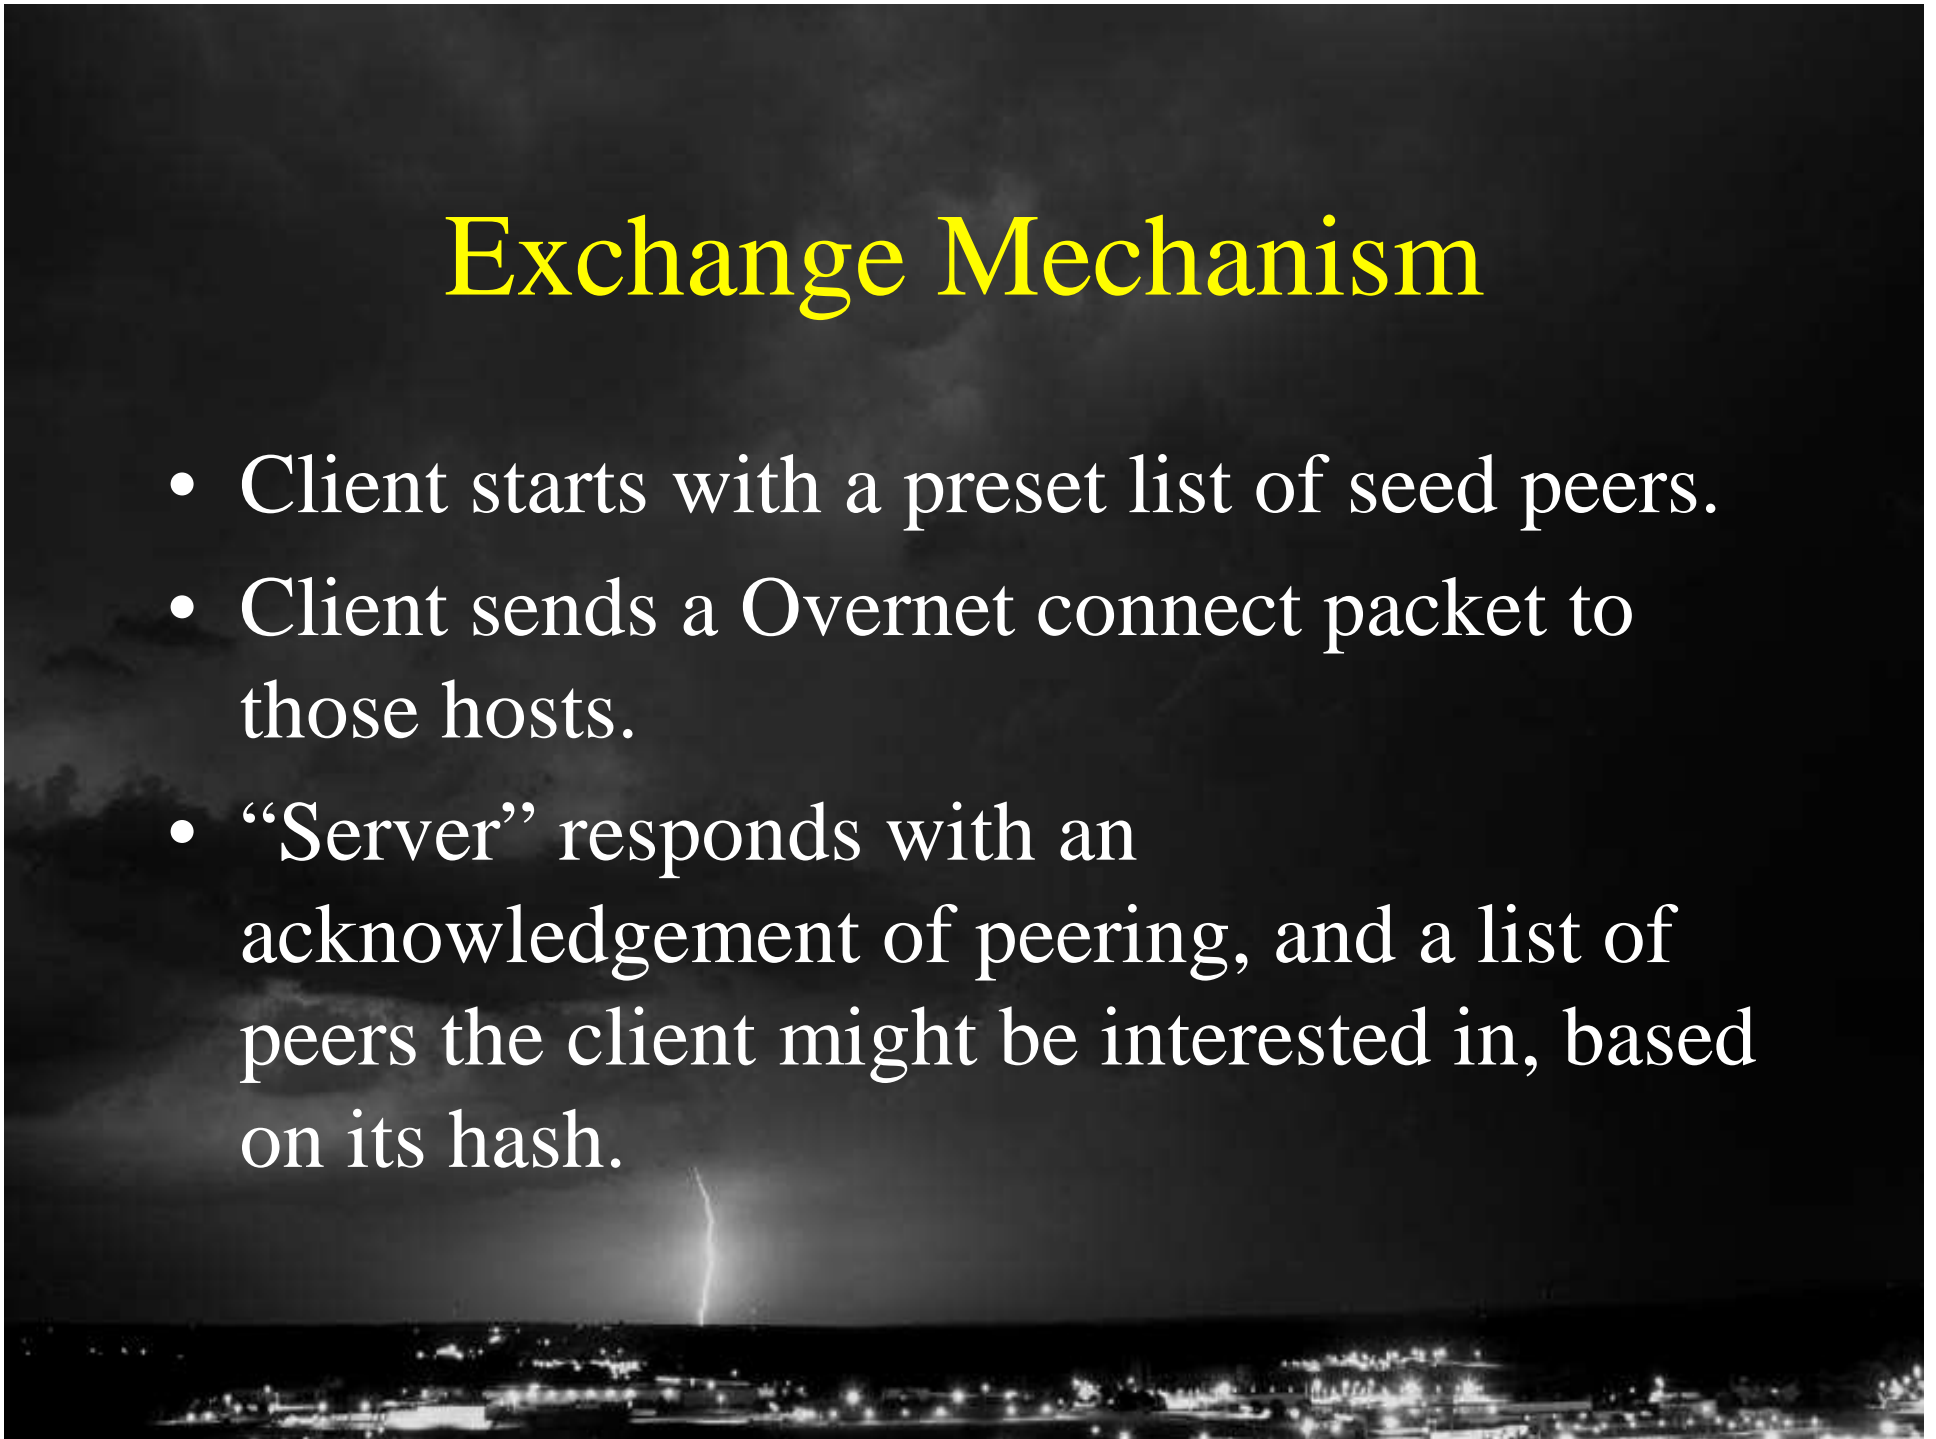 Exchange Mechanism
• Client starts with a preset list of seed peers.
• Client sends a Overnet connect packet to
those hosts.
• “Server” responds with an
acknowledgement of peering, and a list of
peers the client might be interested in, based
on its hash.